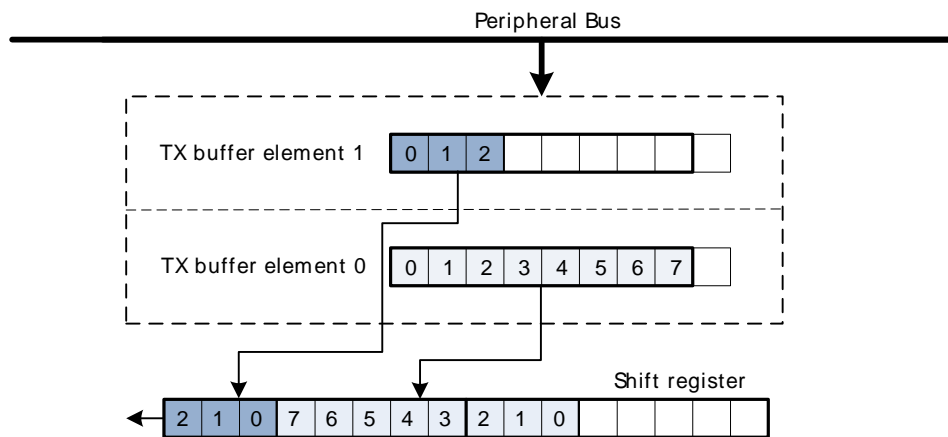 Peripheral Bus
TX buffer element 1
0 1 2
TX buffer element 0
0 1 2 3 4 5 6 7
Shift register
2 1 0 7 6 5 4 3 2 1 0